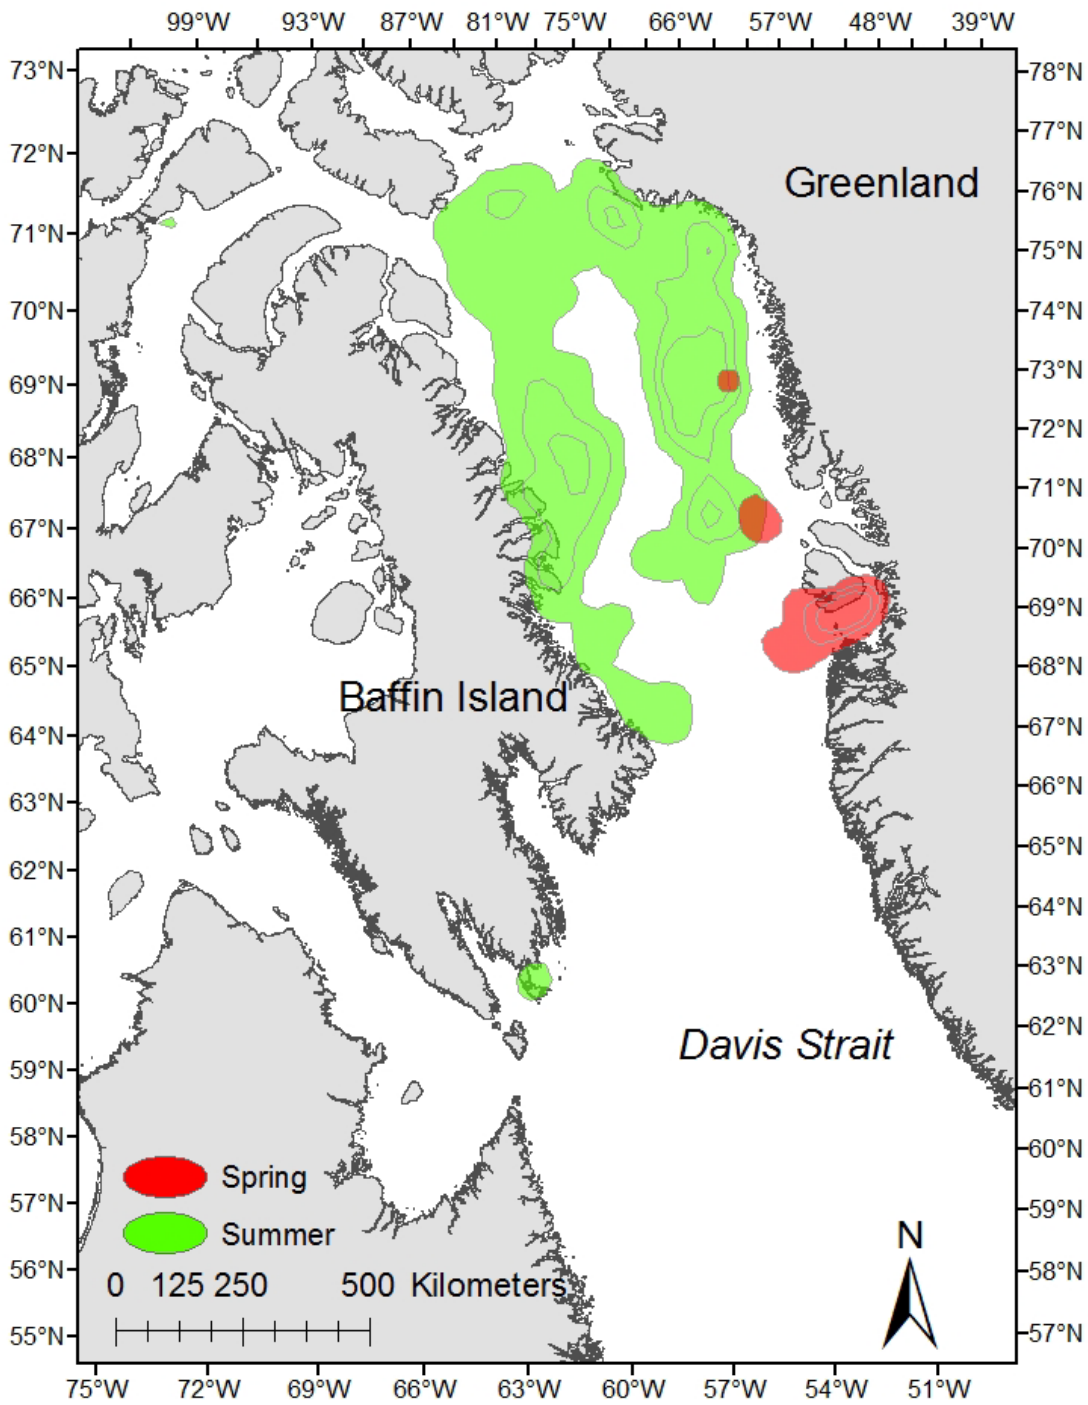 99°W 93°W 87°W 81°W 75°W 66°W 57°W 48°W 39°W
73°N 78°N
77°N
72°N 76°N
Greenland
71°N 75°N
70°N 74°N
69°N 73°N
68°N 72°N
71°N
67°N 70°N
66°N 69°N
65°N 68°N
Baffin Island
64°N 67°N
63°N 66°N
62°N 65°N
61°N 64°N
60°N 63°N
62°N
Davis Strait
59°N 61°N
58°N 60°N
Spring
57°N 59°N
Summer
N
56°N 58°N
0 125 250 500 Kilometers
55°N 57°N
75°W 72°W 69°W 66°W 63°W 60°W 57°W 54°W 51°W